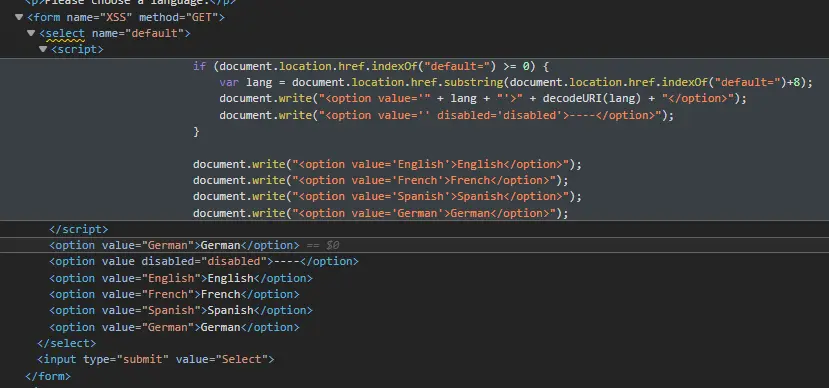 <p>Please choose a language.</p>
▼<form name="XSS" method="GET">
▼<select name="default">
▼<script>
if (document.location.href.indexOf("default=") >= 0) {
var lang = document.location.href.substring(document.location.href.indexOf("default=")+8);
document.write("<option value='" + lang + "'>" + decodeURI(lang) + "</option>");
document.write("<option value='' disabled='disabled'>----</option>");
}
document.write("<option value='English'>English</option>");
document.write("<option value='French'>French</option>");
document.write("<option value='Spanish'>Spanish</option>");
document.write("<option value='German'>German</option>");
</script>
<option value="German">German</option> == $0
<option value disabled="disabled">----</option>
<option value="English">English</option>
<option value="French">French</option>
<option value="Spanish">Spanish</option>
<option value="German">German</option>
</select>
<input type="submit" value="Select">
</form>